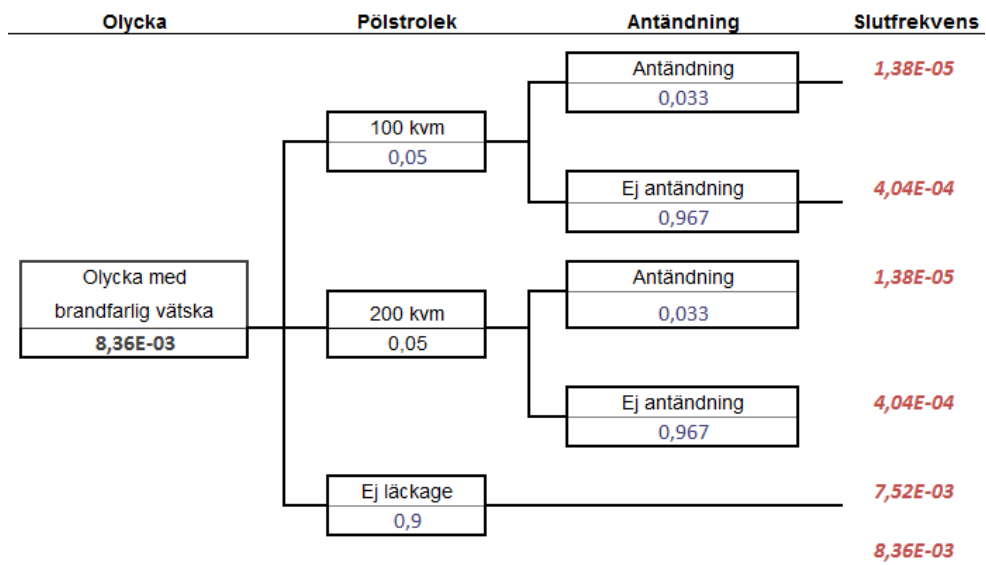 Olycka Pölstrolek Antändning Slutfrekvens
Antändning 1,38E-05
0,033
100 kvm
0,05
Ej antändning 4,04E-04
0,967
Olycka med
brandfarlig vätska
8,36E-03
Antändning 1,38E-05
0,033
200 kvm
0,05
Ej antändning 4,04E-04
0,967
Ej läckage 7,52E-03
0,9
8,36E-03